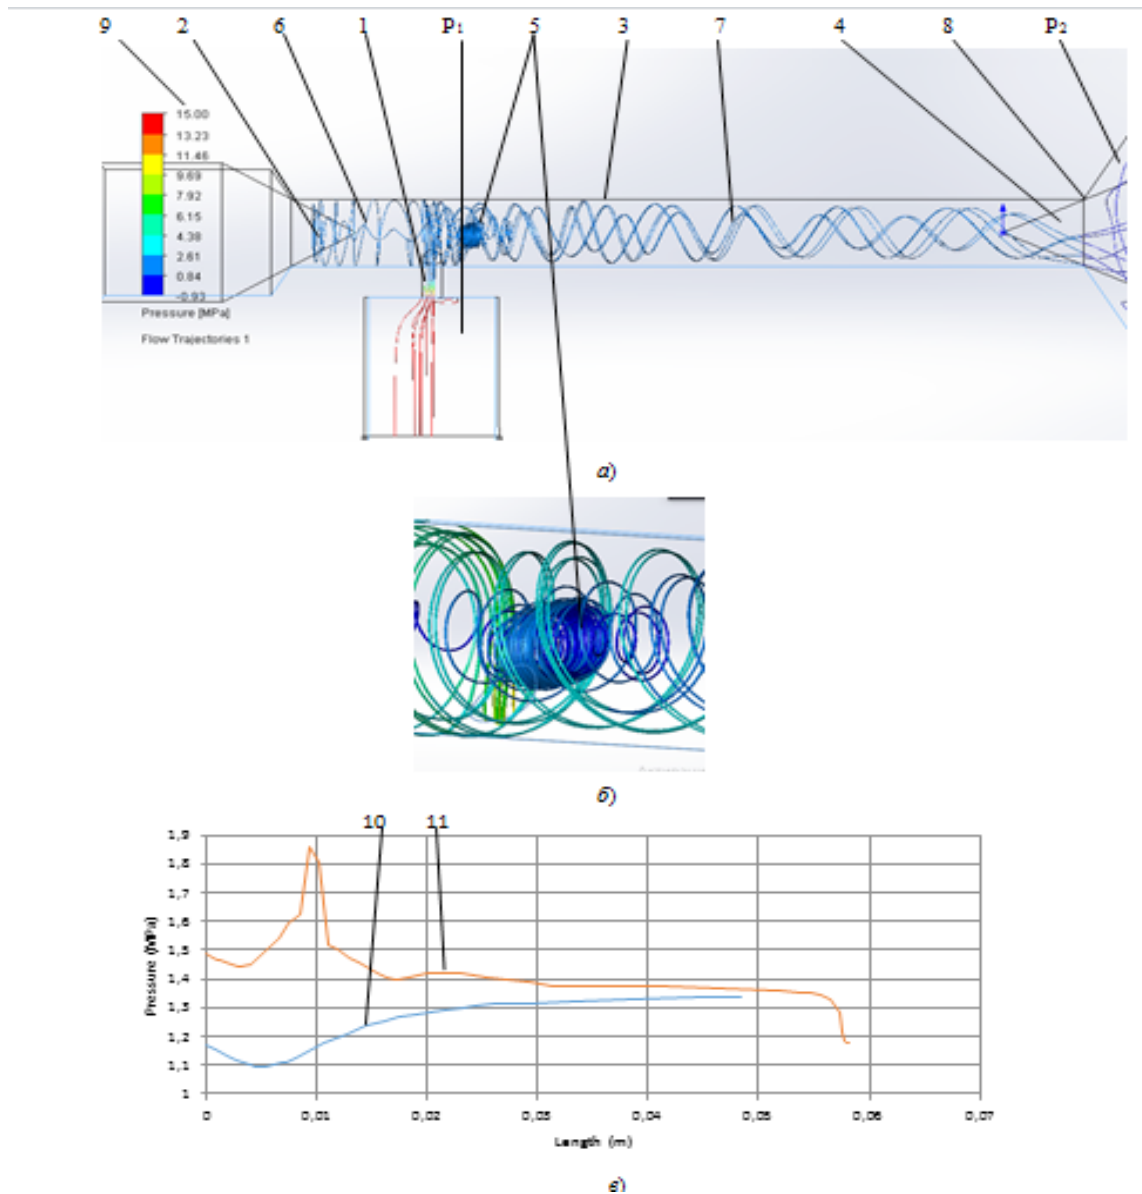 9 2 6 1 P₁ 5 3 7 4 8 P₂
15.00
13.23
11.46
9.69
7.92
6.15
4.38
2.61
0.84
-0.93
Pressure [MPa]
Flow Trajectories 1
а)
б)
10 11
1,9
1,8
1,7
1,6
1,5
1,4
1,3
1,2
1,1
1
Pressure (MPa)
0 0,01 0,02 0,03 0,04 0,05 0,06 0,07
Length (m)
в)